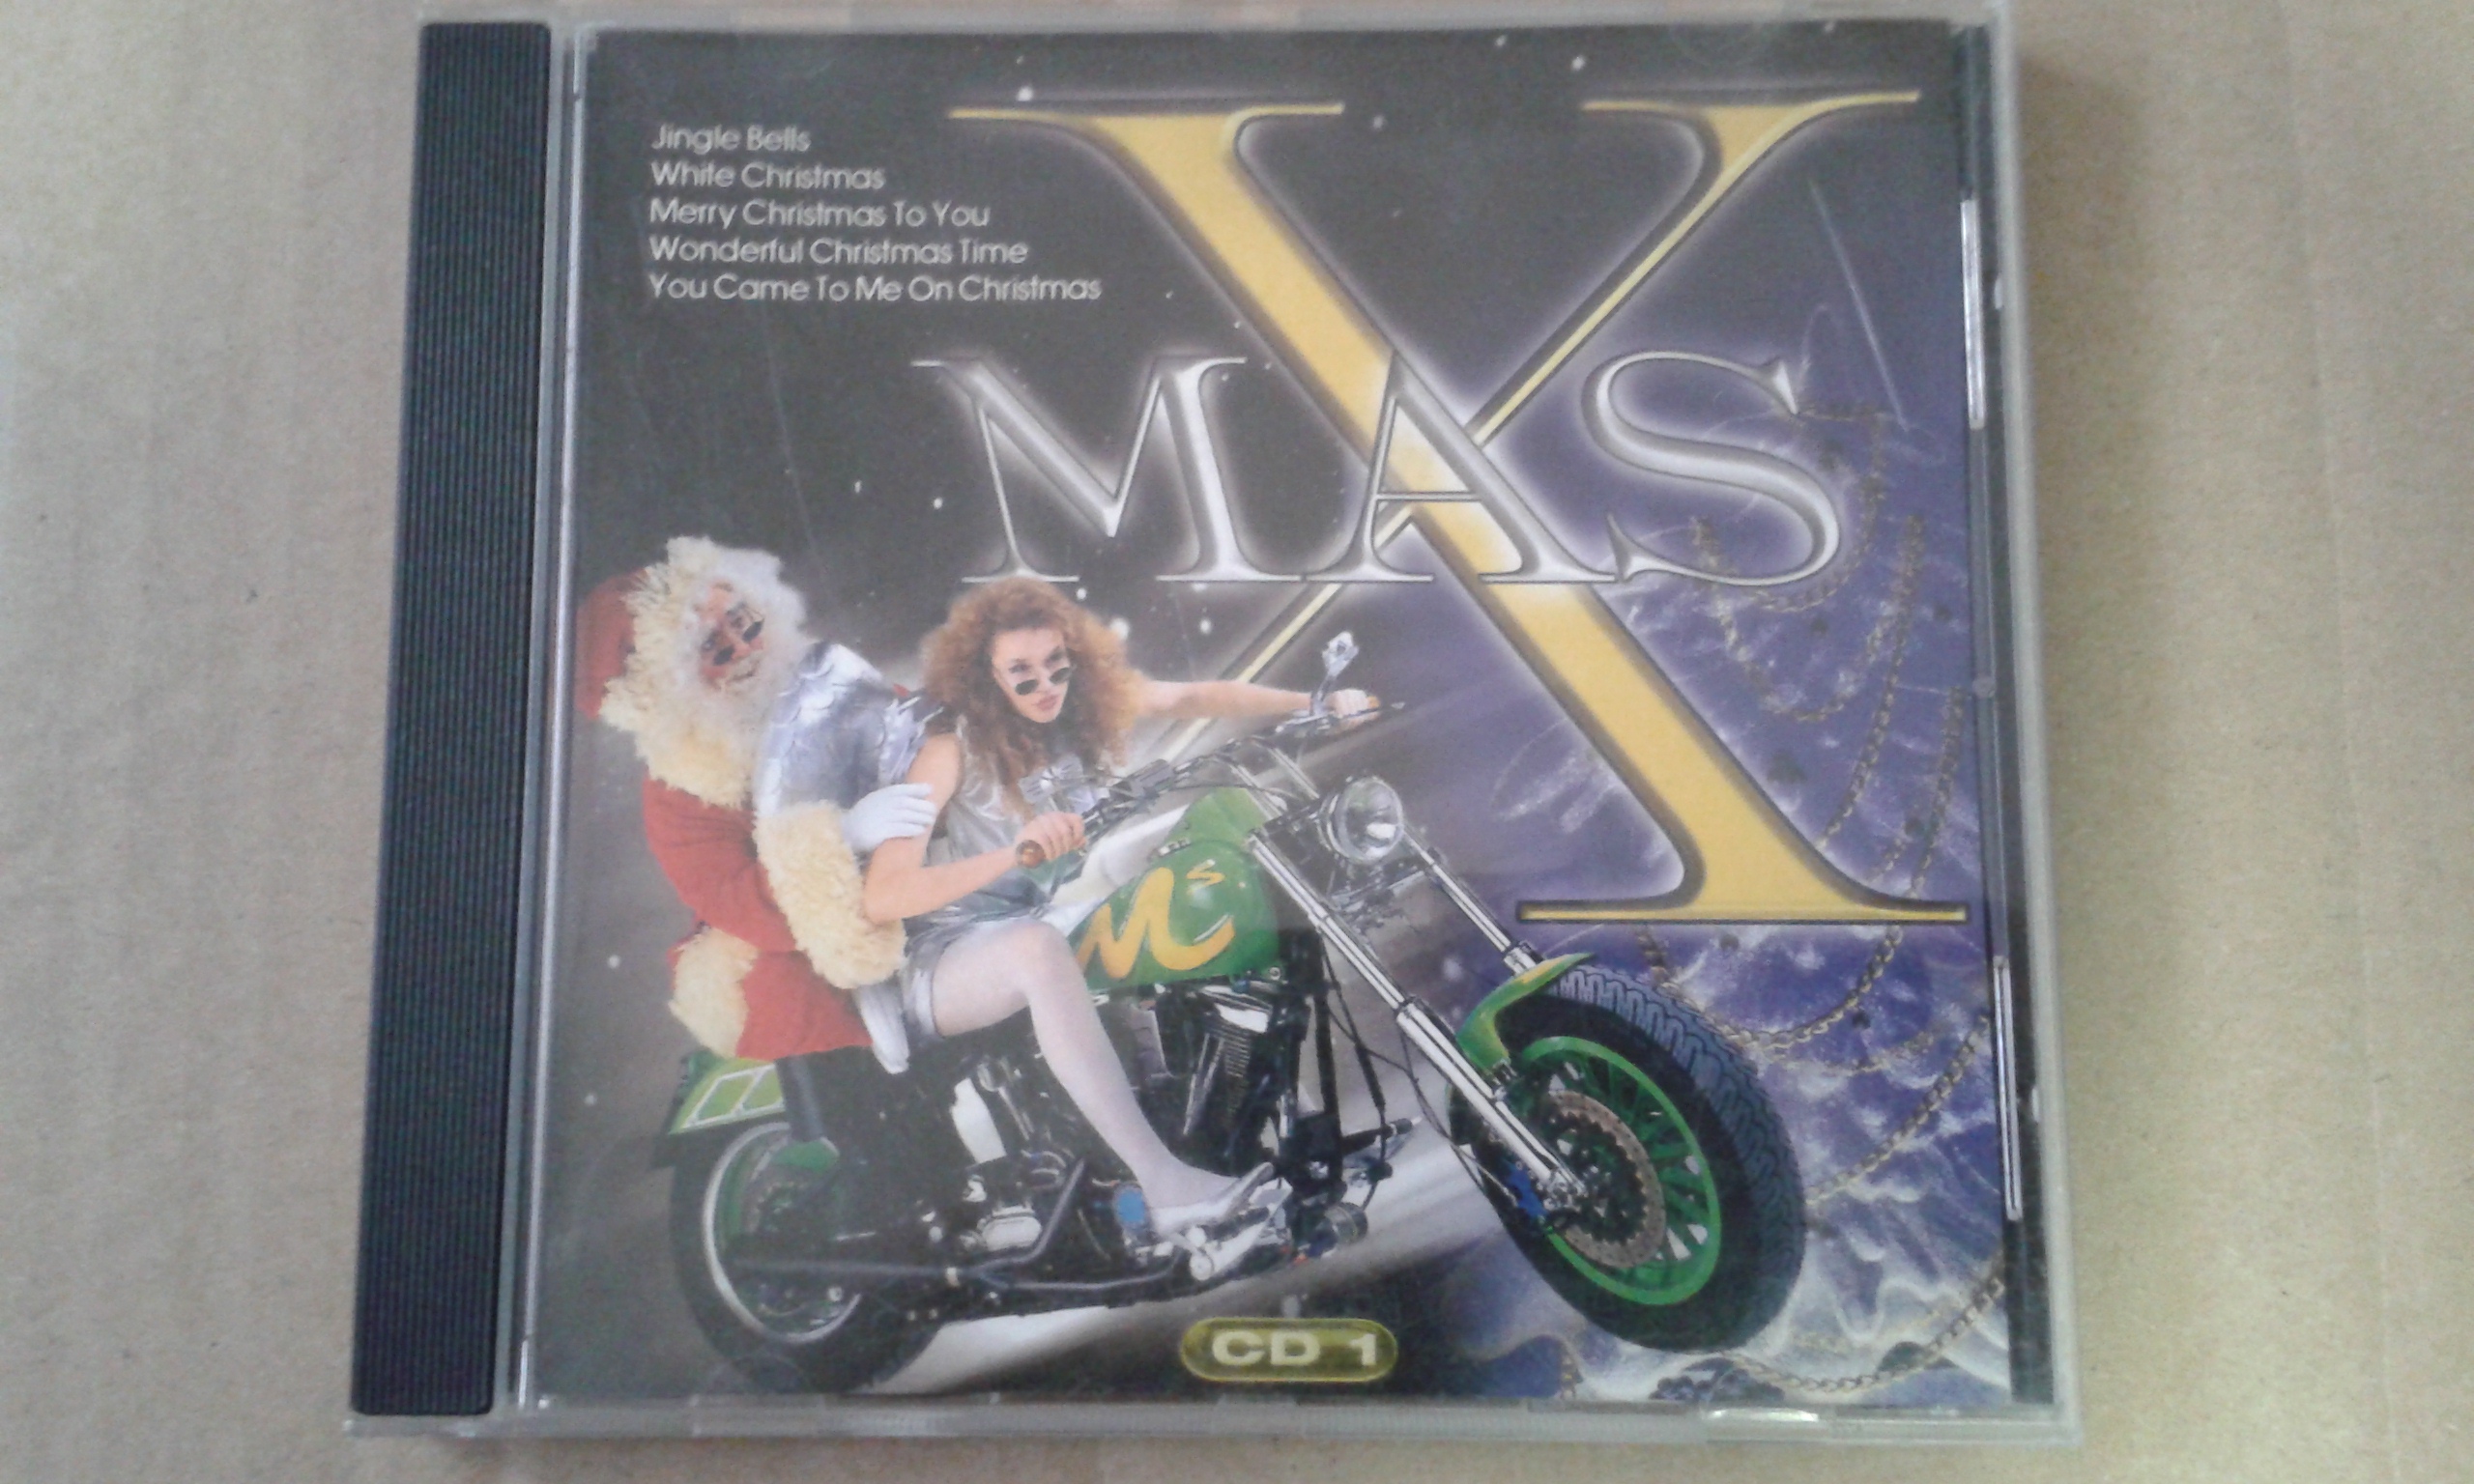 Jingle Bells
White Christmas
Merry Christmas To You
Wonderful Christmas Time
You Came To Me On Christmas
X
MAS
Ms
CD 1